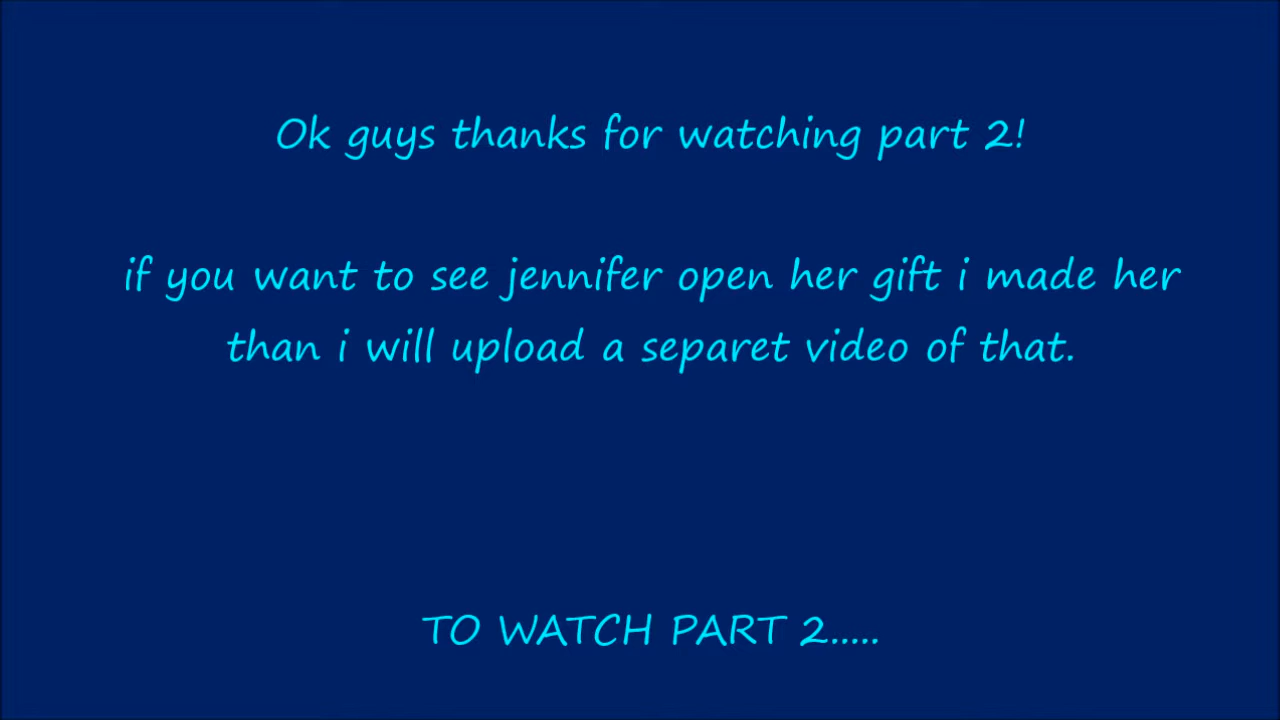 Ok guys thanks for watching part 2!
if you want to see jennifer open her gift i made her
than i will upload a separet video of that.
TO WATCH PART 2.....